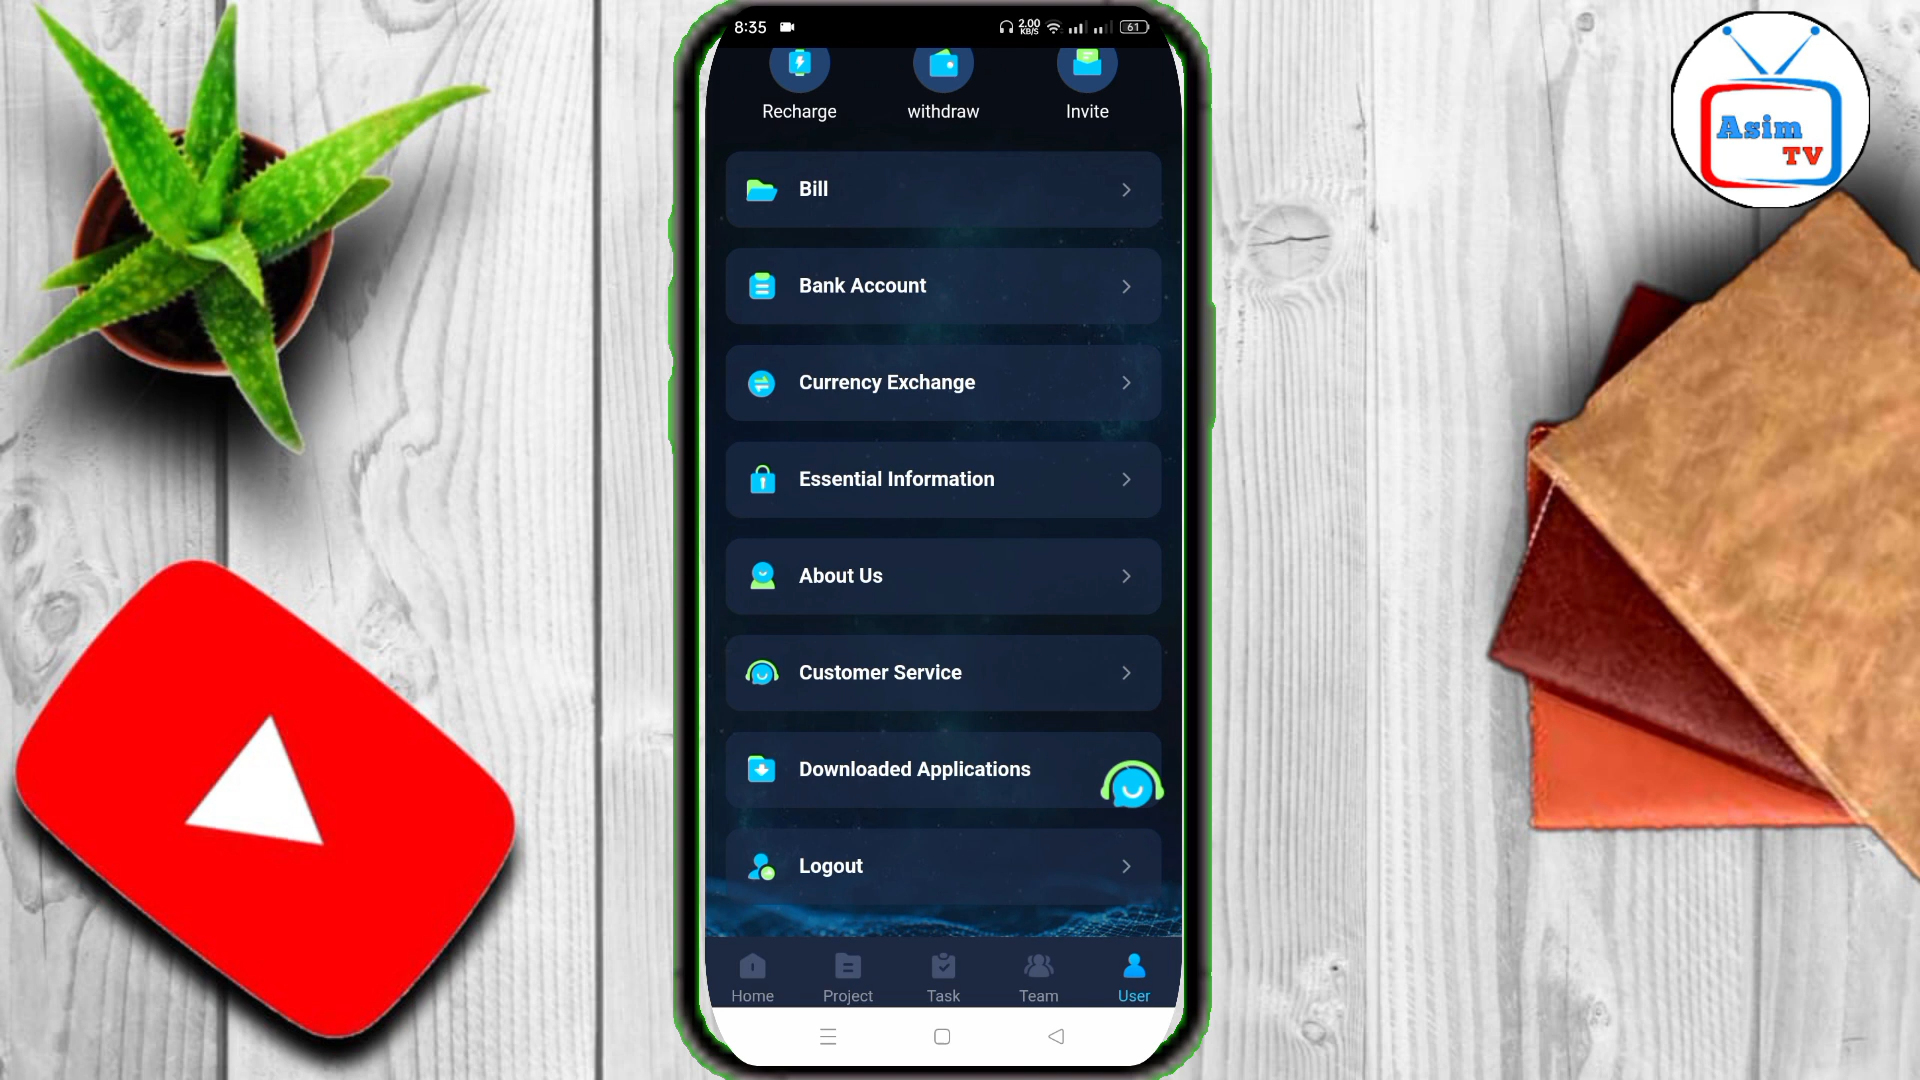 8:35
2.00
KB/S
61
Recharge
withdraw
Invite
Bill
Bank Account
Currency Exchange
Essential Information
About Us
Customer Service
Downloaded Applications
Logout
Home
Project
Task
Team
User
Asim
TV